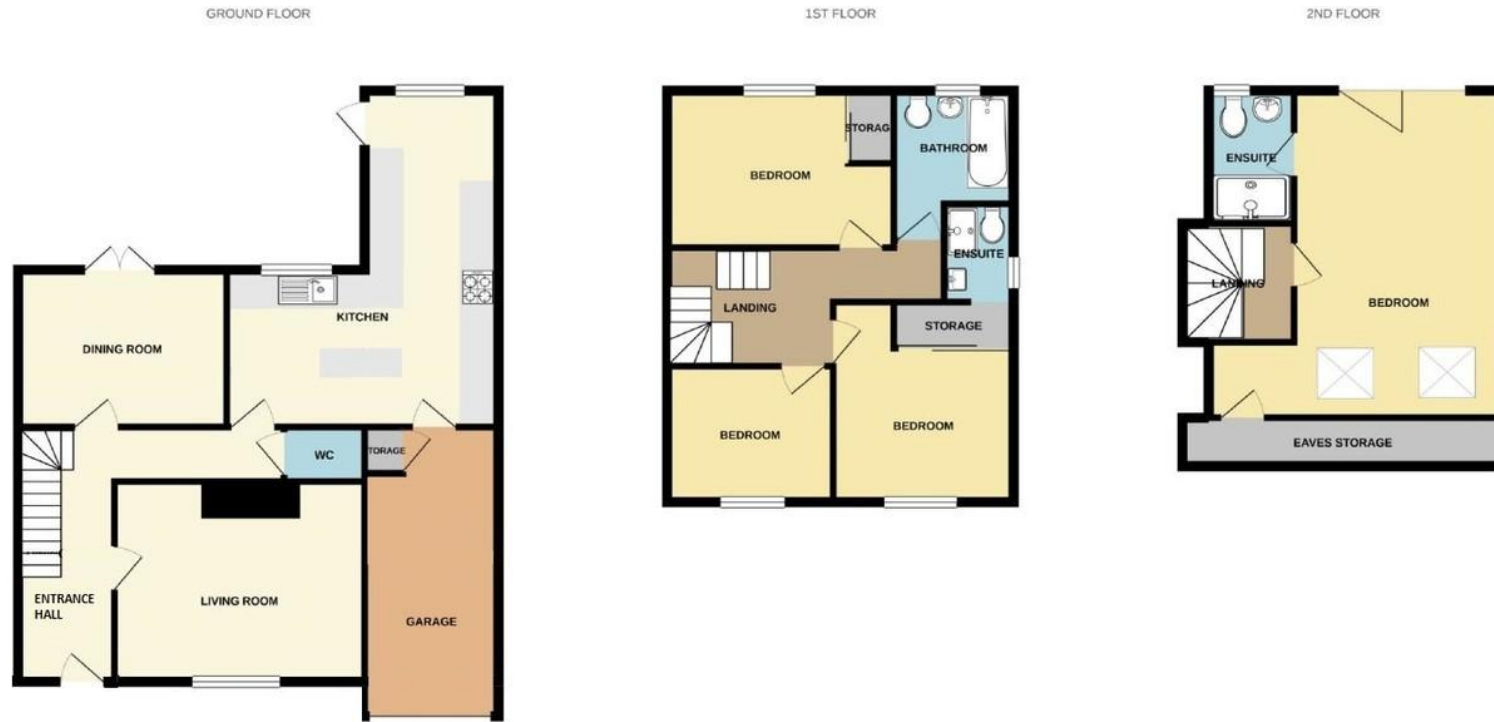 GROUND FLOOR
1ST FLOOR
2ND FLOOR
KITCHEN
DINING ROOM
WC
TORAGE
ENTRANCE
HALL
LIVING ROOM
GARAGE
STORAG
BATHROOM
BEDROOM
ENSUITE
LANDING
STORAGE
BEDROOM
BEDROOM
ENSUITE
LANDING
BEDROOM
EAVES STORAGE